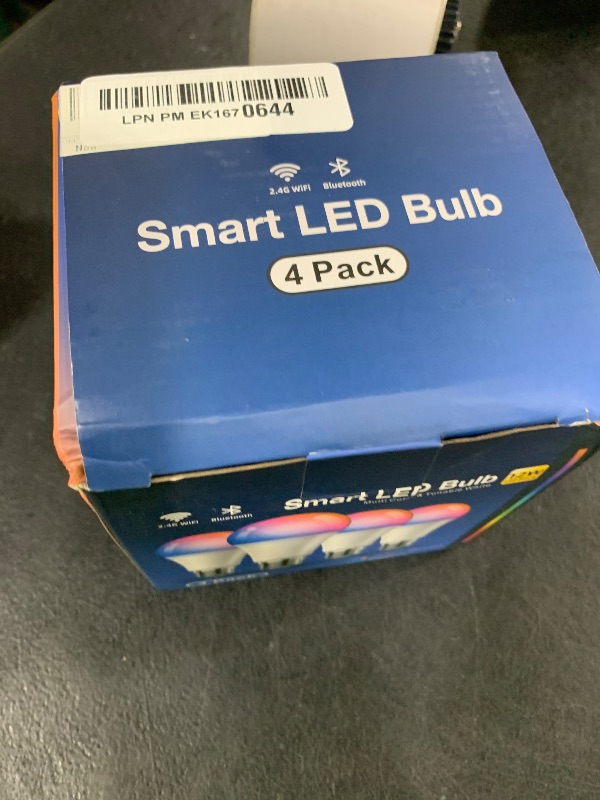 LPN PM EK1670644
New
2.4G WiFi Bluetooth
Smart LED Bulb
4 Pack
2.4G WiFi Bluetooth
Smart LED Bulb
12W